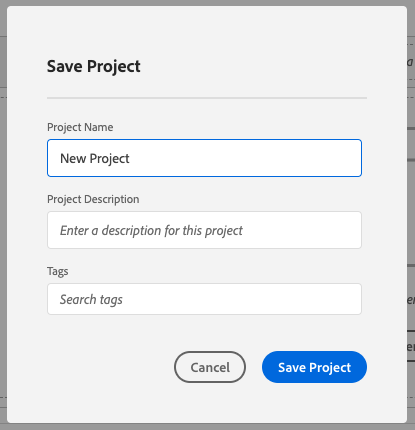 Save Project
Project Name
New Project
Project Description
Enter a description for this project
Tags
Search tags
Cancel
Save Project